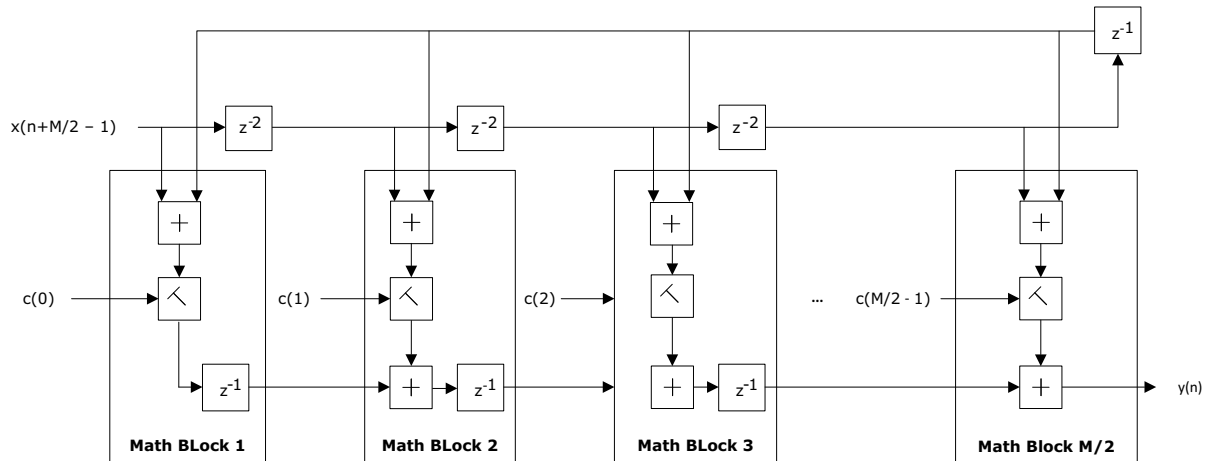 z-1
x(n+M/2 – 1)
z-2
z-2
z-2
+
+
+
+
c(0)
c(1)
c(2)
...
c(M/2 - 1)
z-1
+
z-1
+
z-1
+
y(n)
Math BLock 1
Math BLock 2
Math BLock 3
Math Block M/2